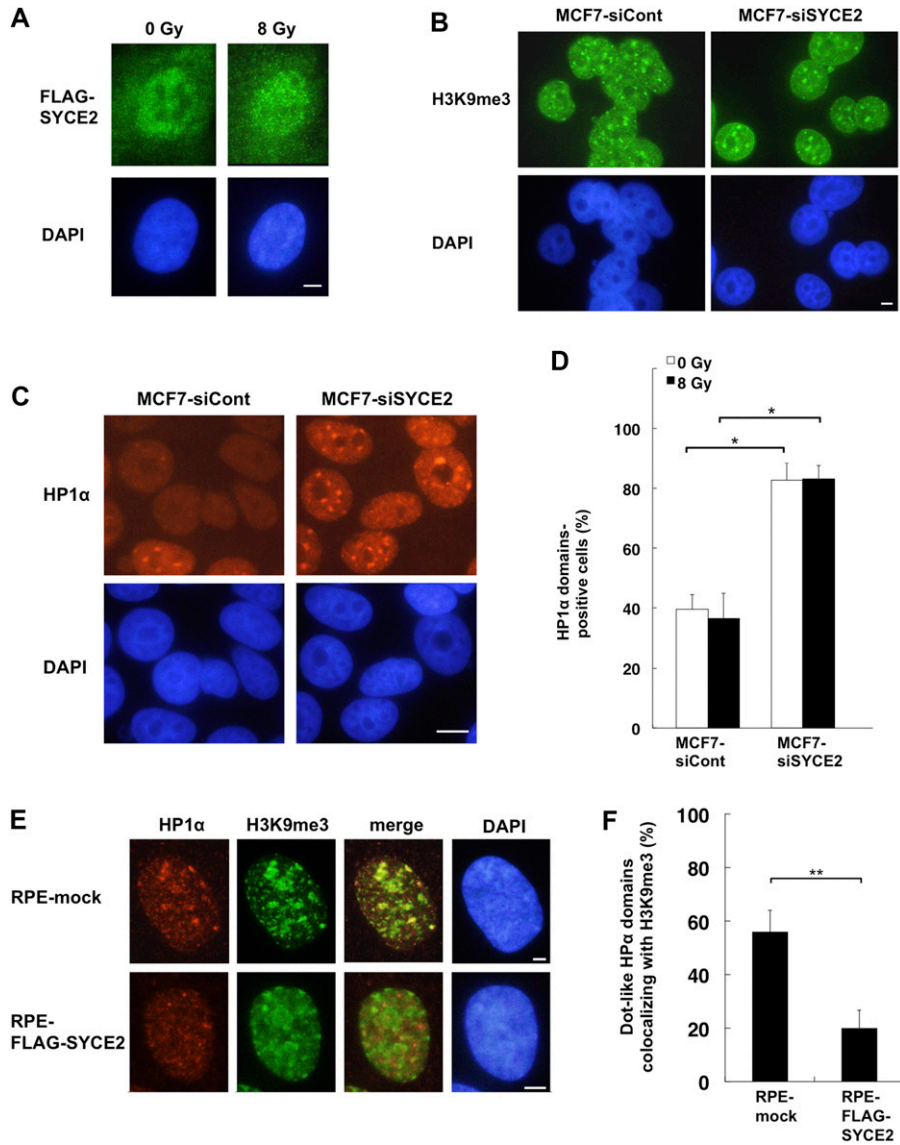 A
0 Gy
8 Gy
FLAG-
SYCE2
DAPI
B
MCF7-siCont
MCF7-siSYCE2
H3K9me3
DAPI
C
MCF7-siCont
MCF7-siSYCE2
HP1α
DAPI
D
0 Gy
8 Gy
*
*
100
80
60
40
20
0
HP1α domains-
positive cells (%)
MCF7-
siCont
MCF7-
siSYCE2
E
HP1α
H3K9me3
merge
DAPI
RPE-mock
RPE-
FLAG-SYCE2
F
**
100
80
60
40
20
0
Dot-like HPα domains
colocalizing with H3K9me3 (%)
RPE-
mock
RPE-
FLAG-
SYCE2